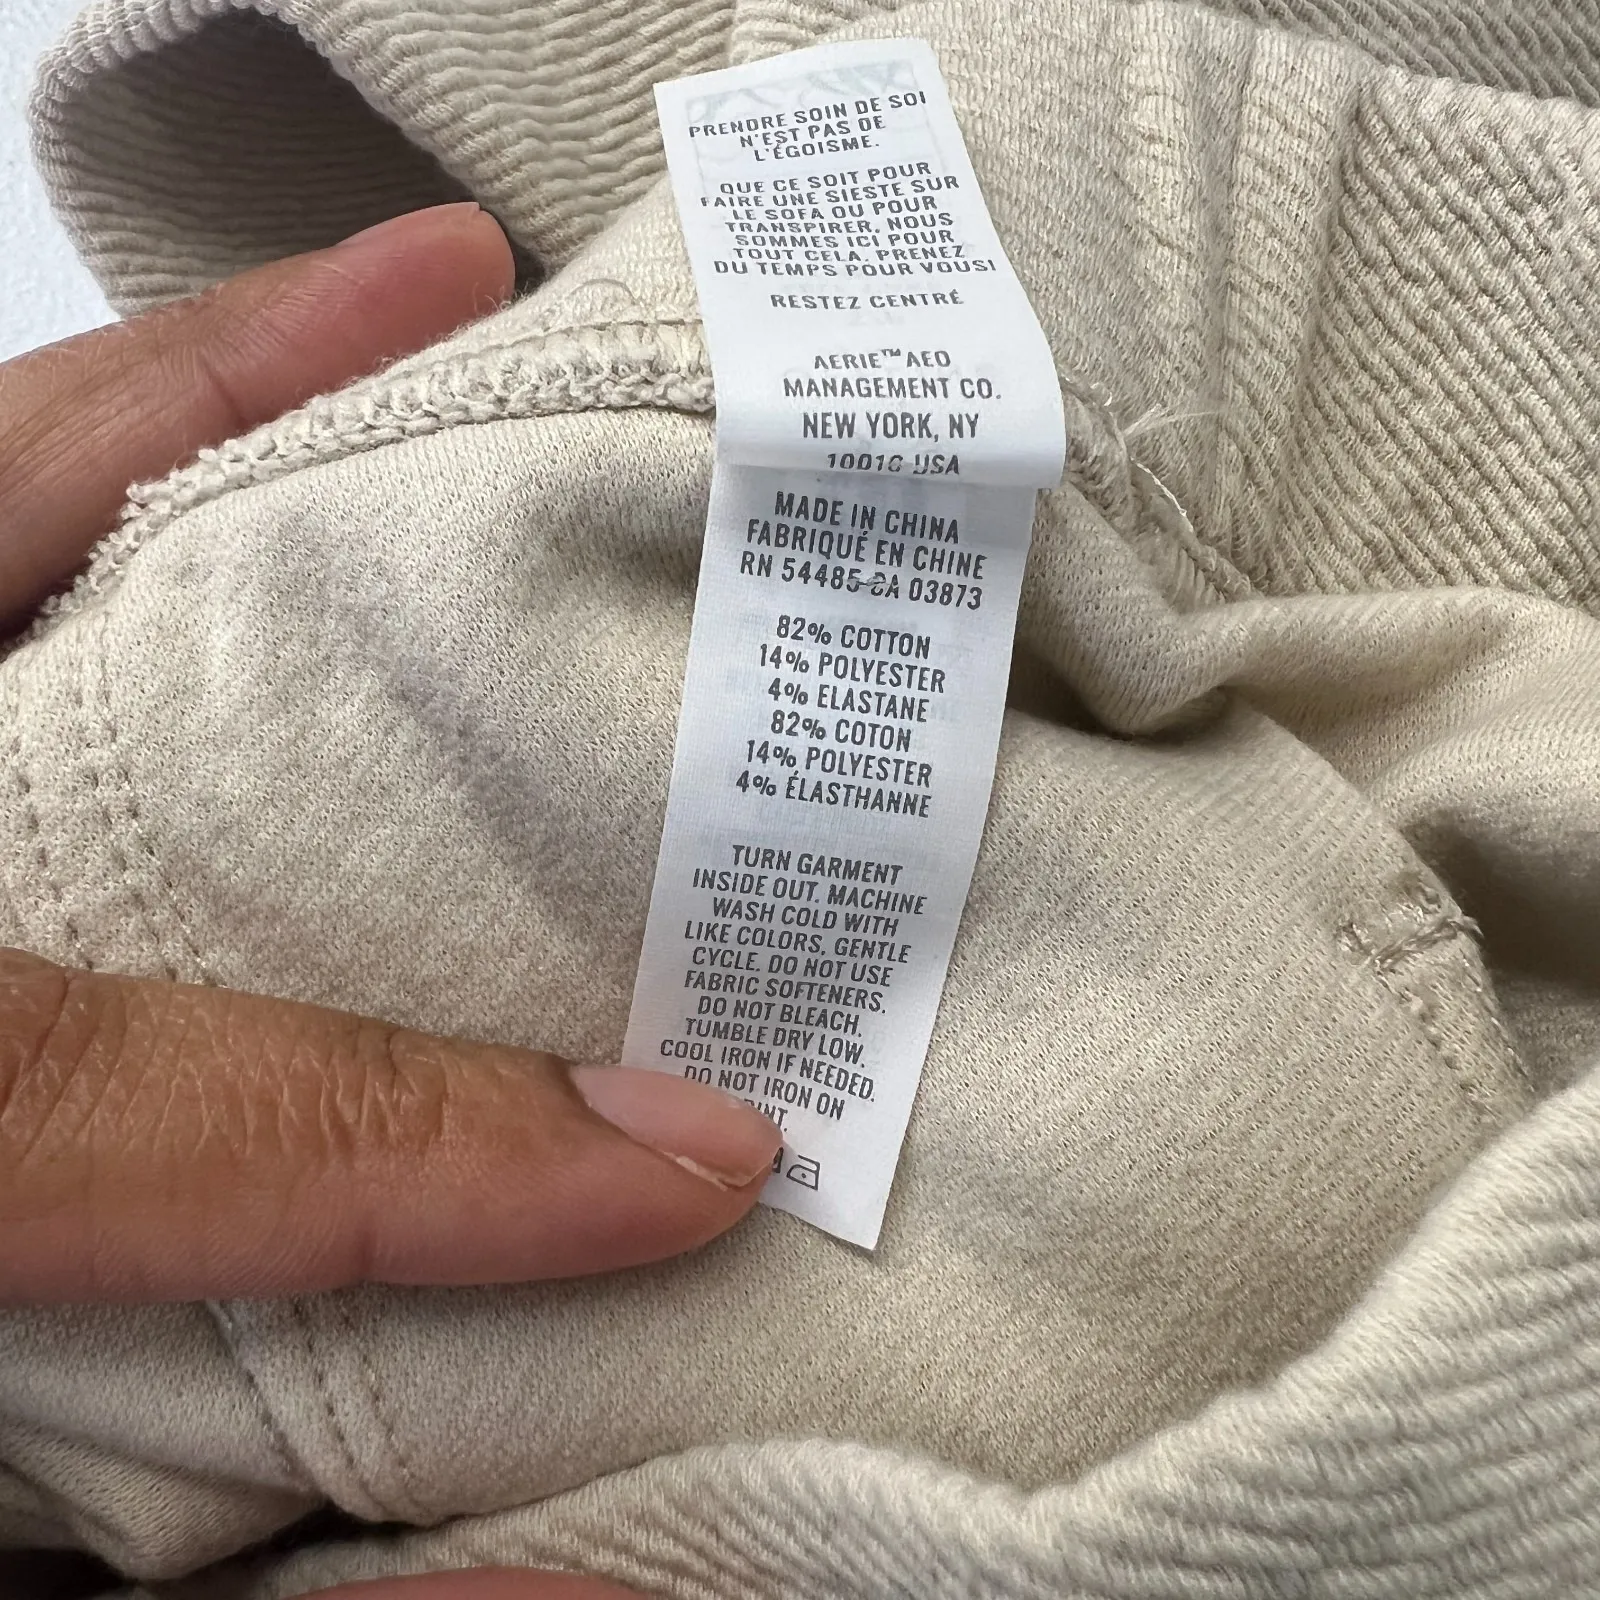 PRENDRE SOIN DE SOI
N'EST PAS DE
L'ÉGOISME.
QUE CE SOIT POUR
FAIRE UNE SIESTE SUR
LE SOFA OU POUR
TRANSPIRER, NOUS
SOMMES ICI POUR
TOUT CELA. PRENEZ
DU TEMPS POUR VOUS!
RESTEZ CENTRÉ
AERIE™ AEO
MANAGEMENT CO.
NEW YORK, NY
USA
MADE IN CHINA
FABRIQUÉ EN CHINE
RN 54485-CA 03873
82% COTTON
14% POLYESTER
4% ELASTANE
82% COTON
14% POLYESTER
4% ÉLASTHANNE
TURN GARMENT
INSIDE OUT. MACHINE
WASH COLD WITH
LIKE COLORS, GENTLE
CYCLE. DO NOT USE
FABRIC SOFTENERS.
DO NOT BLEACH.
TUMBLE DRY LOW.
COOL IRON IF NEEDED.
DO NOT IRON ON